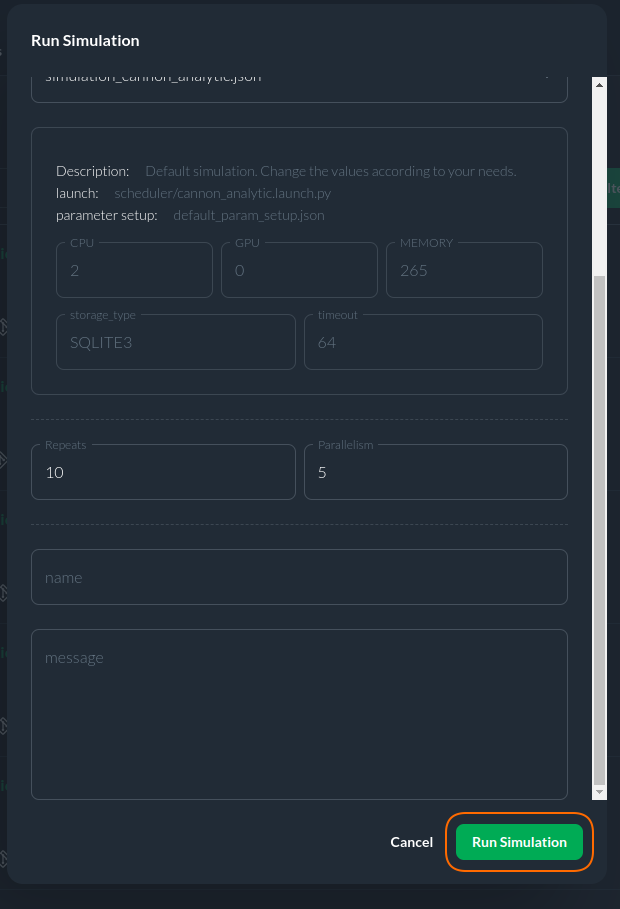 Run Simulation
simulation_cannon_analytic.json
Description: Default simulation. Change the values according to your needs.
launch: scheduler/cannon_analytic.launch.py
parameter setup: default_param_setup.json
CPU GPU MEMORY
2 0 265
storage_type timeout
SQLITE3 64
Repeats Parallelism
10 5
name
message
Cancel Run Simulation